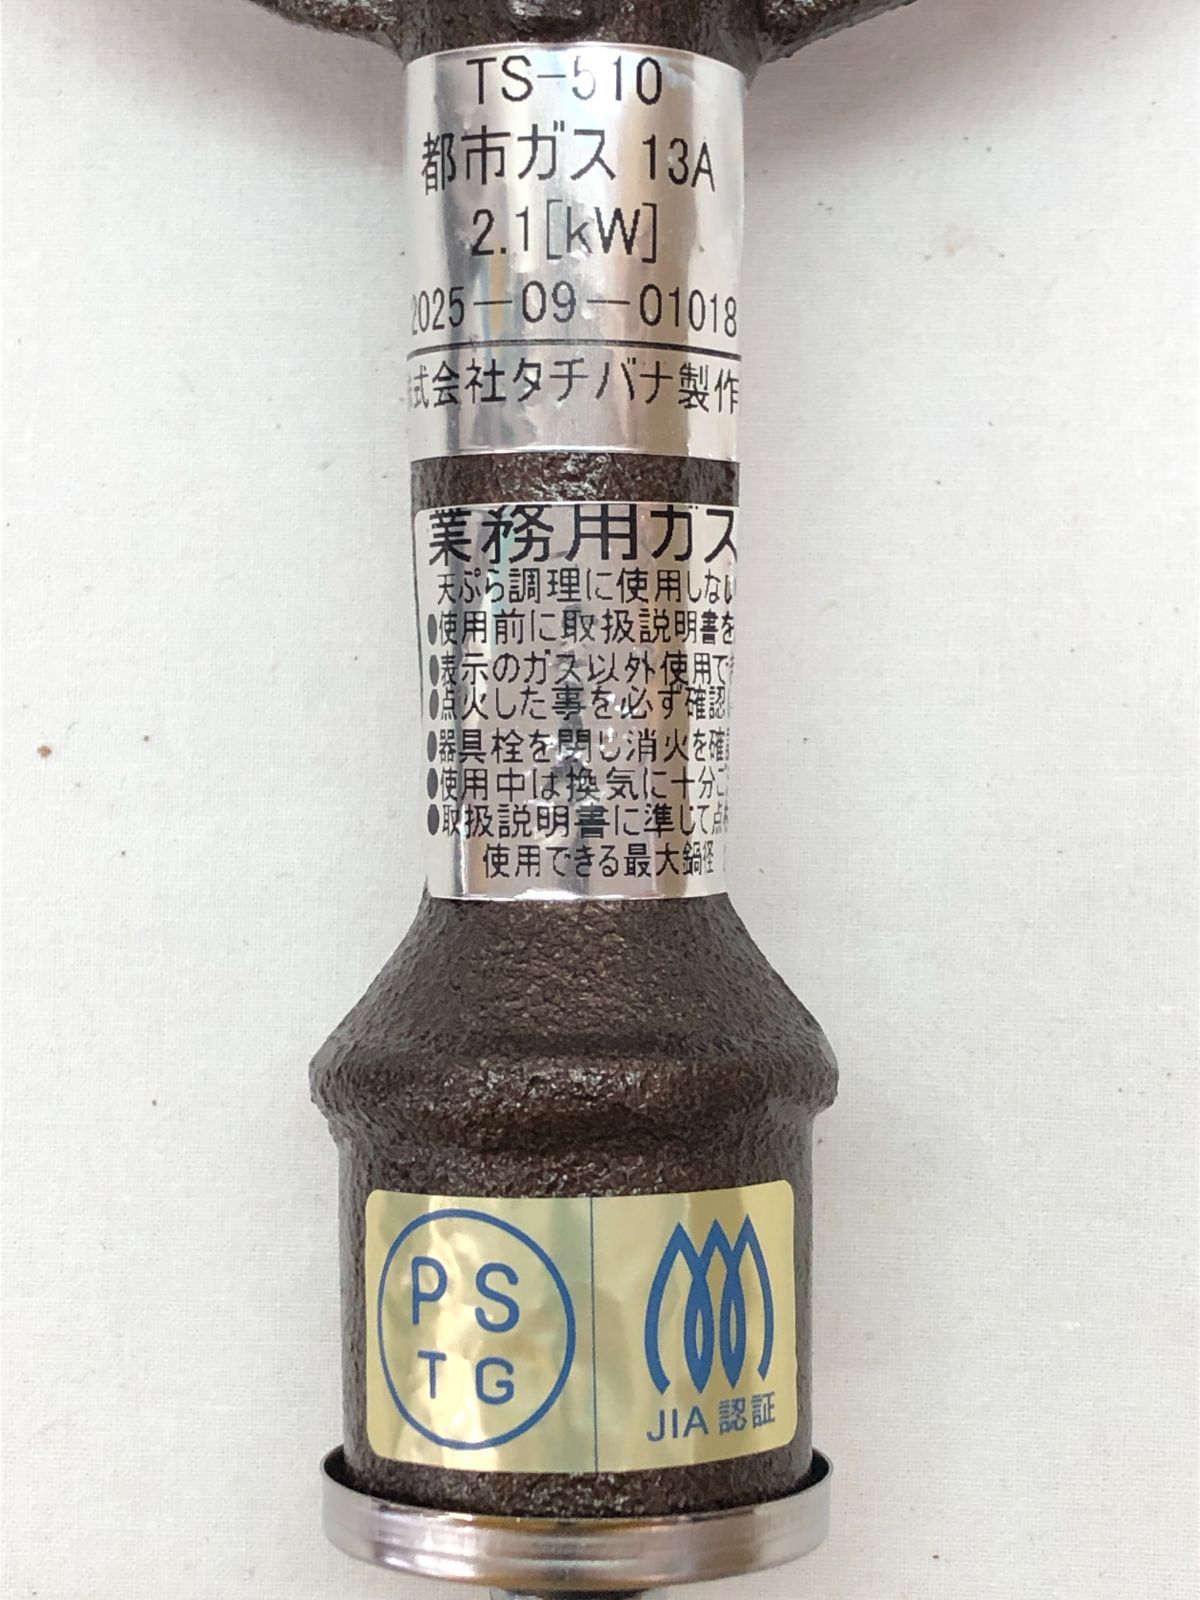 TS-510
都市ガス 13A
2.1[kW]
2025-09-01018
式会社タチバナ製作
業務用ガス
天ぷら調理に使用しない
●使用前に取扱説明書を
●表示のガス以外使用で
●点火した事を必ず確認
●器具栓を閉じ消火を確
●使用中は換気に十分
●取扱説明書に準じて点
使用できる最大鍋径
PS
TG
JIA 認証